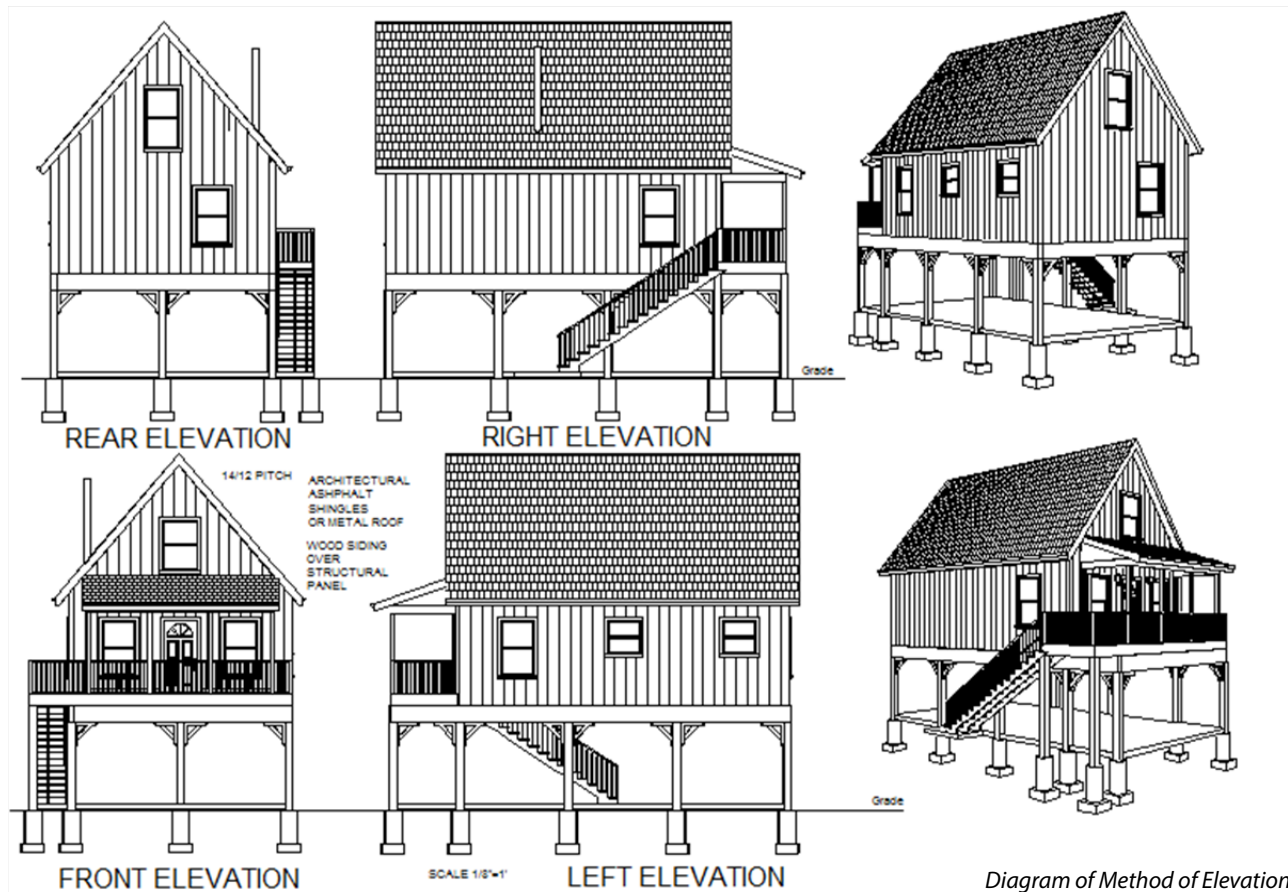 Grade
REAR ELEVATION
RIGHT ELEVATION
14/12 PITCH
ARCHITECTURAL
ASHPHALT
SHINGLES
OR METAL ROOF
WOOD SIDING
OVER
STRUCTURAL
PANEL
Grade
FRONT ELEVATION
SCALE 1/8"=1'
LEFT ELEVATION
Diagram of Method of Elevation